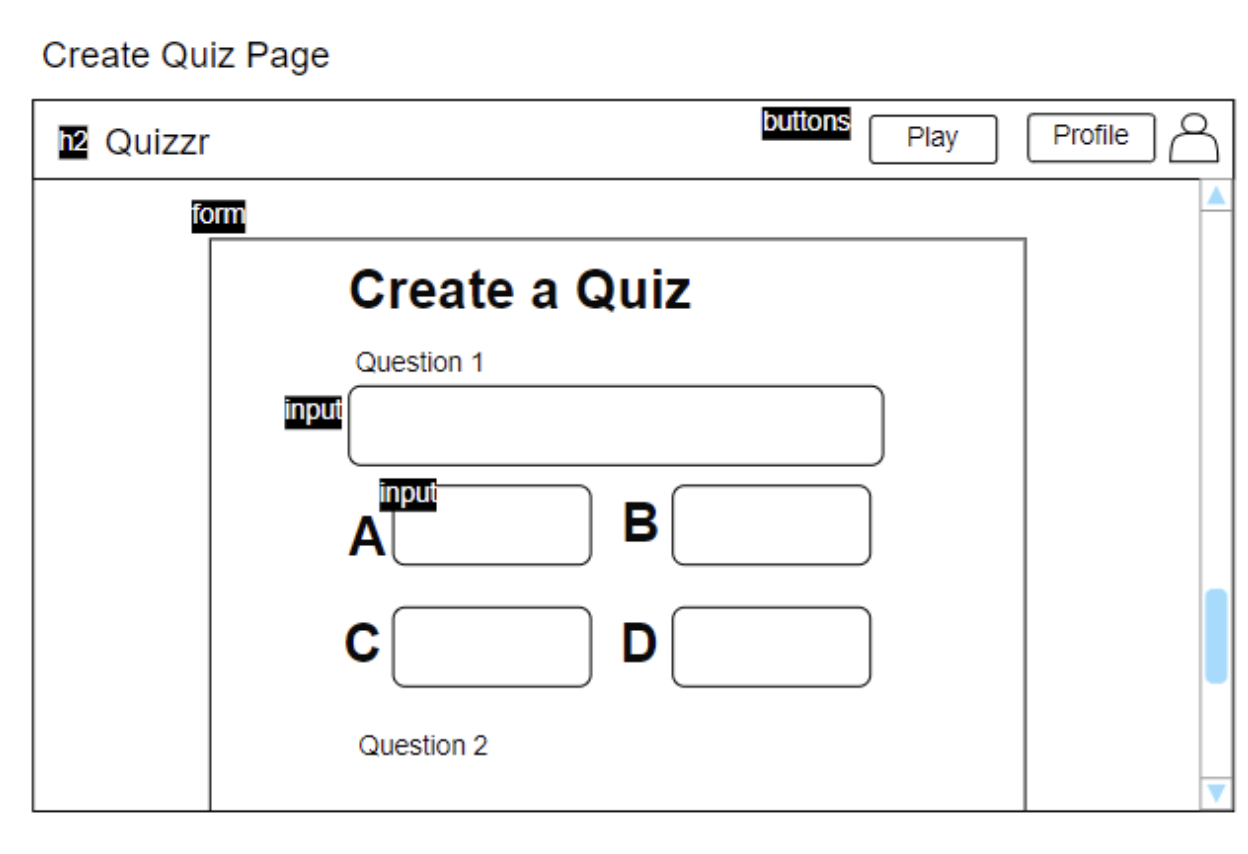 Create Quiz Page
h2 Quizzr buttons Play Profile
form
Create a Quiz
Question 1
input
input
A B
C D
Question 2